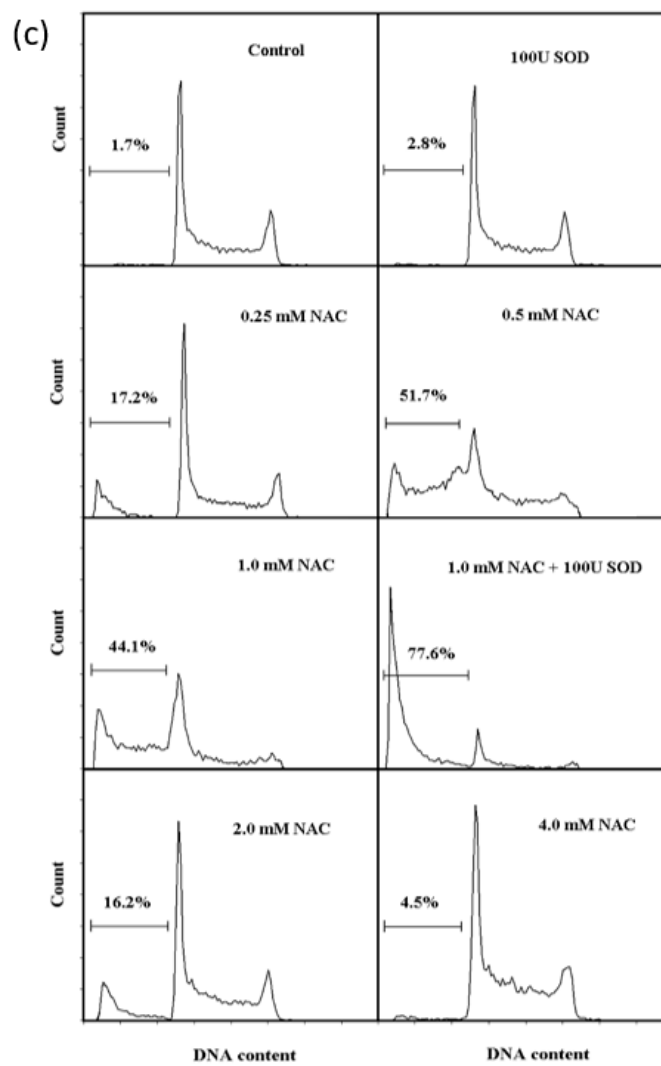 (c)
Control
100U SOD
Count
1.7%
2.8%
0.25 mM NAC
0.5 mM NAC
Count
17.2%
51.7%
1.0 mM NAC
1.0 mM NAC + 100U SOD
Count
44.1%
77.6%
2.0 mM NAC
4.0 mM NAC
Count
16.2%
4.5%
DNA content
DNA content